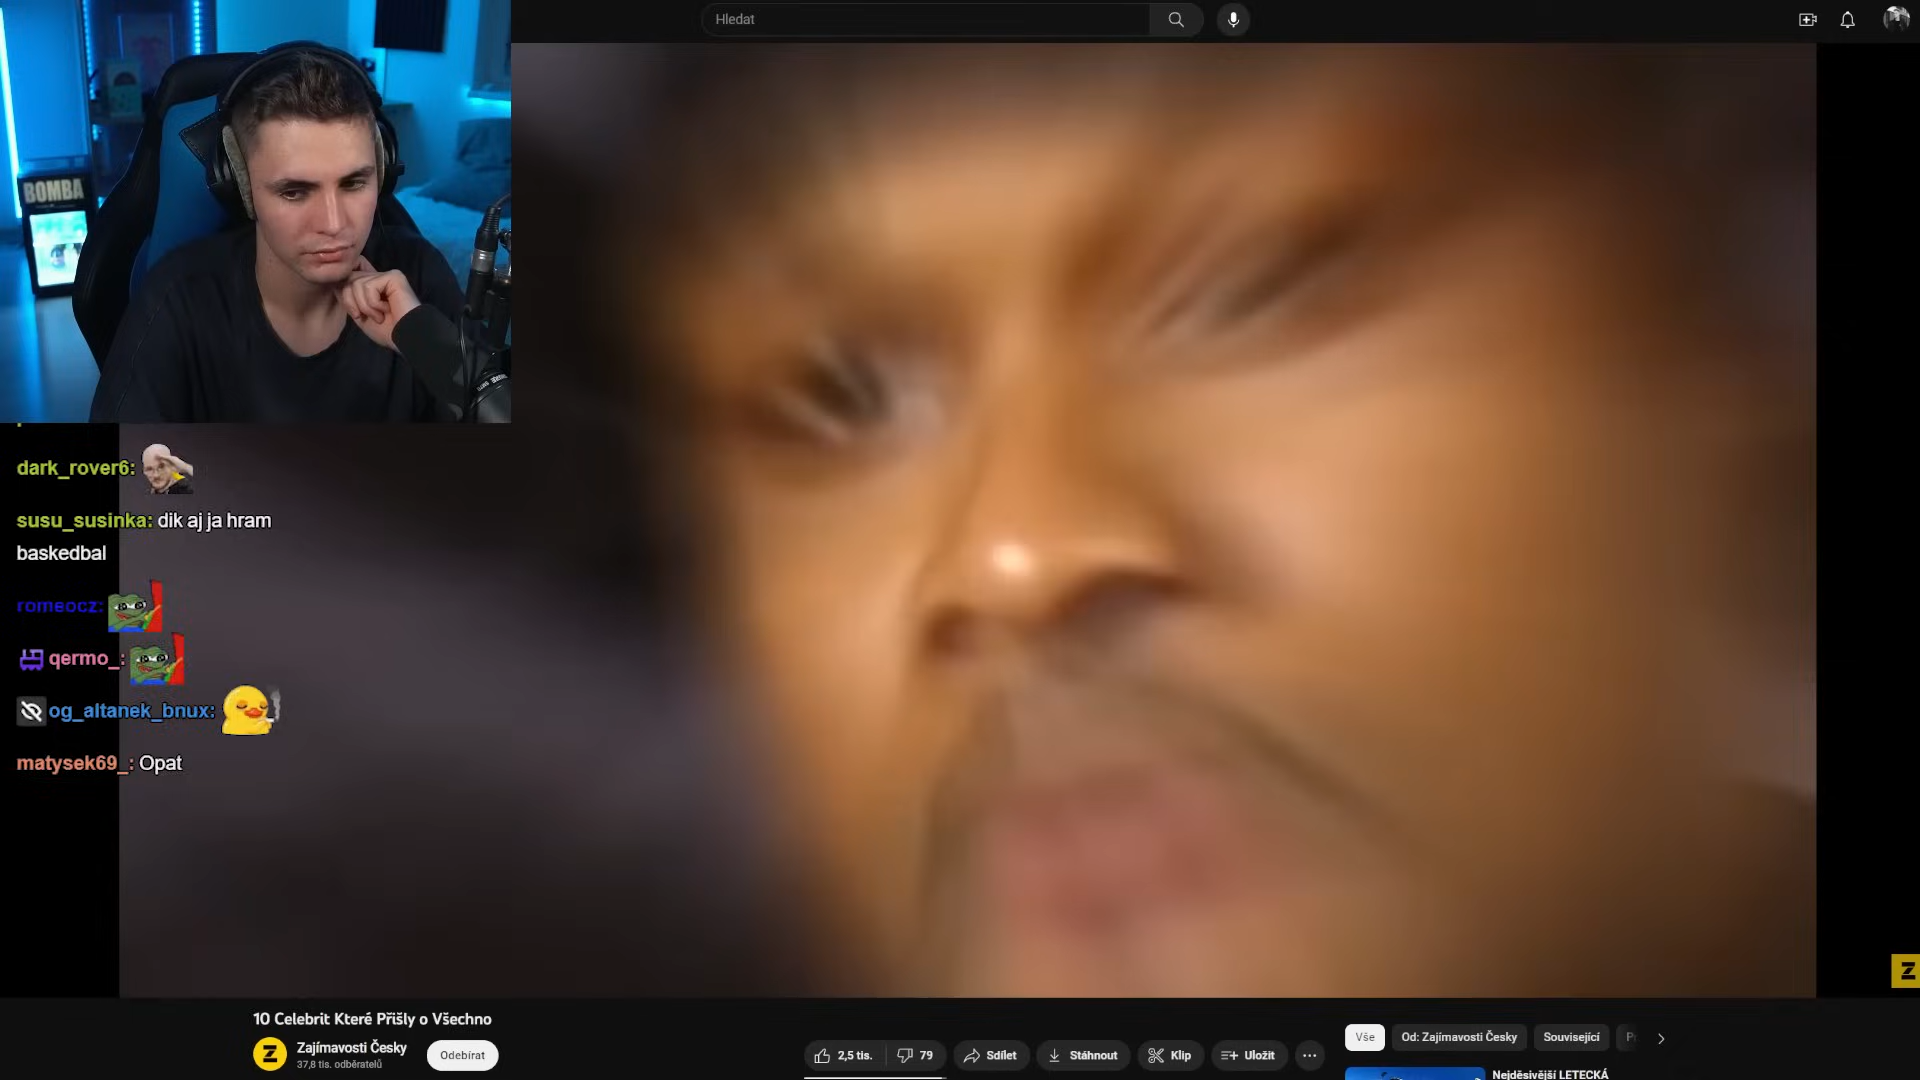 Hledat
BOMBA
dark_rover6:
susu_susinka: dik aj ja hram
baskedbal
romeocz:
qermo_:
og_altanek_bnux:
matysek69_: Opat
Z
10 Celebrit Které Přišly o Všechno
Z
Zajímavosti Česky
37,8 tis. odběratelů
Odebírat
2,5 tis.
79
Sdílet
Stáhnout
Klip
Uložit
Vše
Od: Zajímavosti Česky
Související
Nejděsivější LETECKÁ